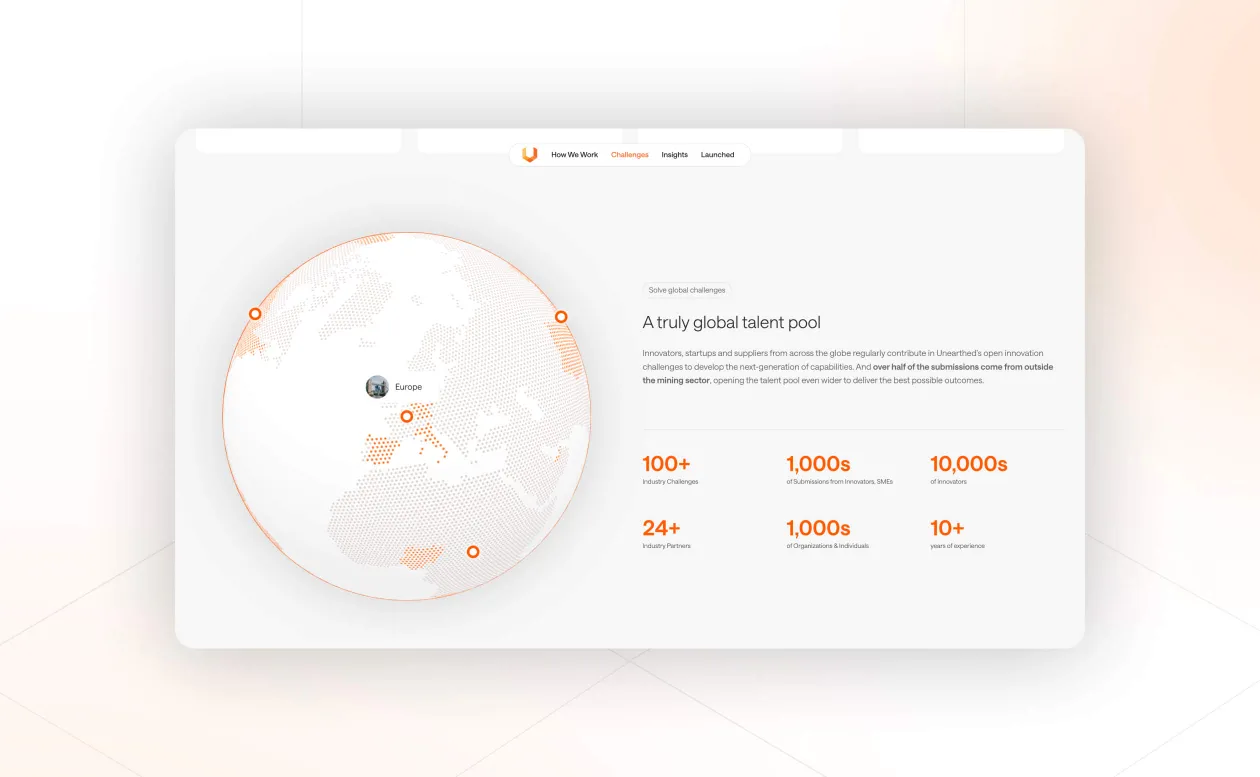 How We Work Challenges Insights Launched
Solve global challenges
A truly global talent pool
Innovators, startups and suppliers from across the globe regularly contribute in Unearthed's open innovation
challenges to develop the next-generation of capabilities. And over half of the submissions come from outside
the mining sector, opening the talent pool even wider to deliver the best possible outcomes.
Europe
100+ 1,000s 10,000s
Industry Challenges of Submissions from Innovators, SMEs of Innovators
24+ 1,000s 10+
Industry Partners of Organizations & Individuals years of experience